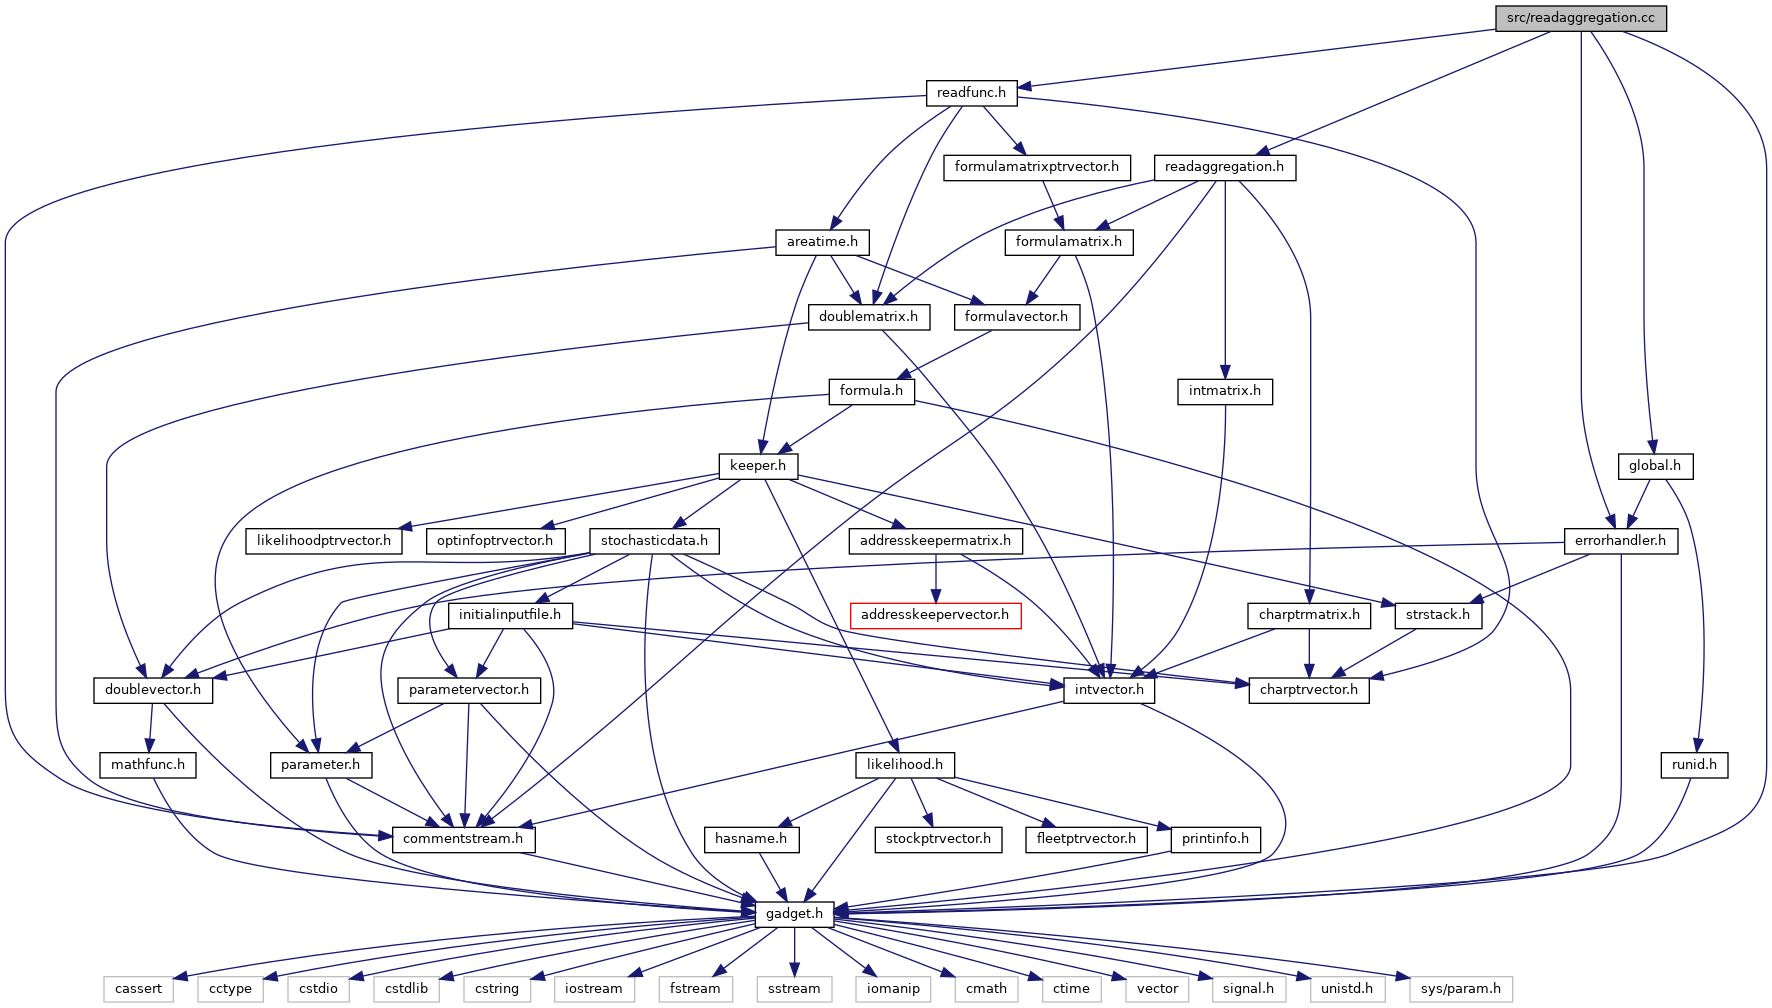 src/readaggregation.cc
readfunc.h
formulamatrixptrvector.h
readaggregation.h
areatime.h
formulamatrix.h
doublematrix.h
formulavector.h
formula.h
intmatrix.h
keeper.h
global.h
likelihoodptrvector.h
optinfoptrvector.h
stochasticdata.h
addresskeepermatrix.h
errorhandler.h
initialinputfile.h
addresskeepervector.h
charptrmatrix.h
strstack.h
doublevector.h
parametervector.h
intvector.h
charptrvector.h
mathfunc.h
parameter.h
likelihood.h
runid.h
commentstream.h
hasname.h
stockptrvector.h
fleetptrvector.h
printinfo.h
gadget.h
cassert
cctype
cstdio
cstdlib
cstring
iostream
fstream
sstream
iomanip
cmath
ctime
vector
signal.h
unistd.h
sys/param.h